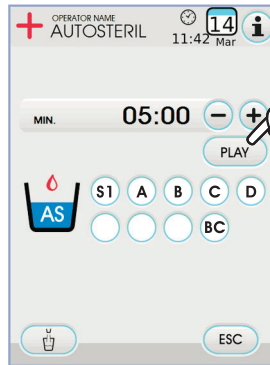 OPERATOR NAME
AUTOSTERIL
11:42
14
Mar
i
MIN. 05:00 − +
PLAY
AS
S1 A B C D
BC
ESC